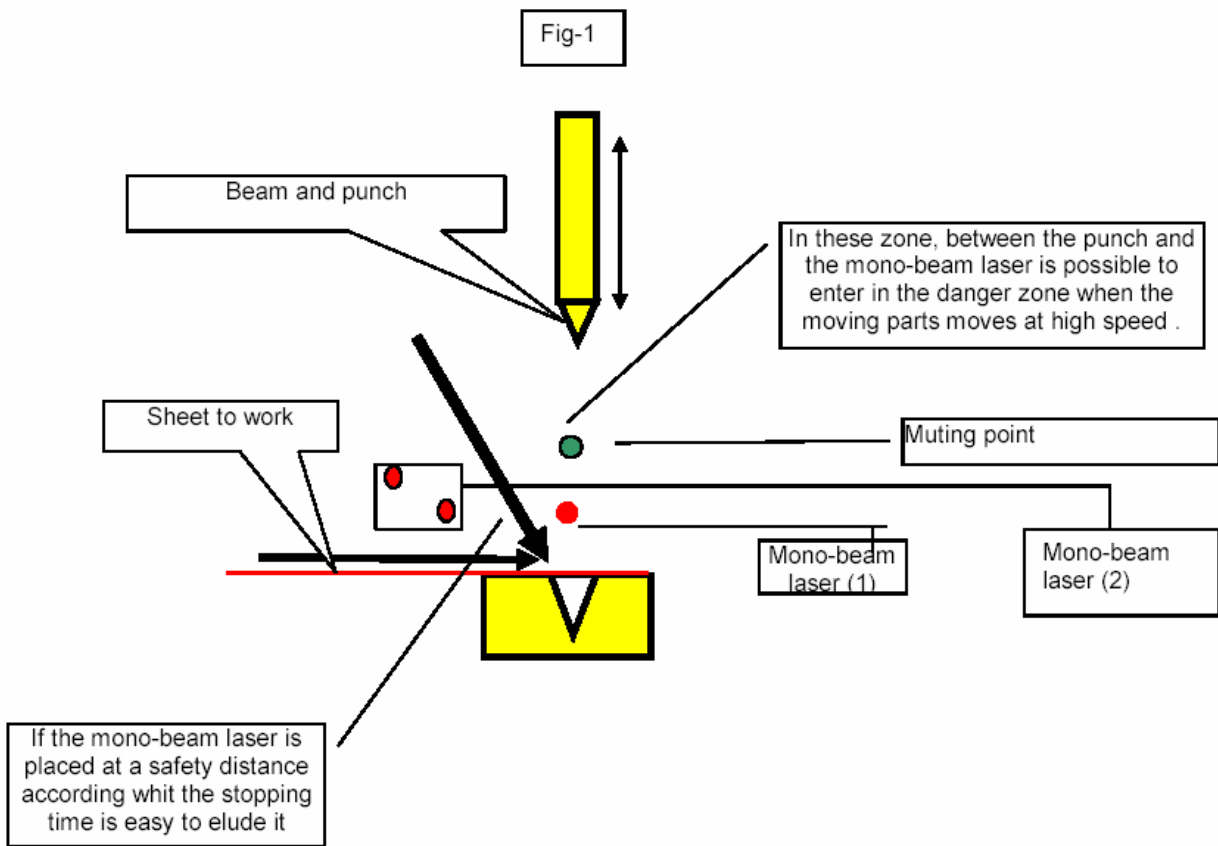 Fig-1
Beam and punch
In these zone, between the punch and
the mono-beam laser is possible to
enter in the danger zone when the
moving parts moves at high speed .
Sheet to work
Muting point
Mono-beam
laser (1)
Mono-beam
laser (2)
If the mono-beam laser is
placed at a safety distance
according whit the stopping
time is easy to elude it